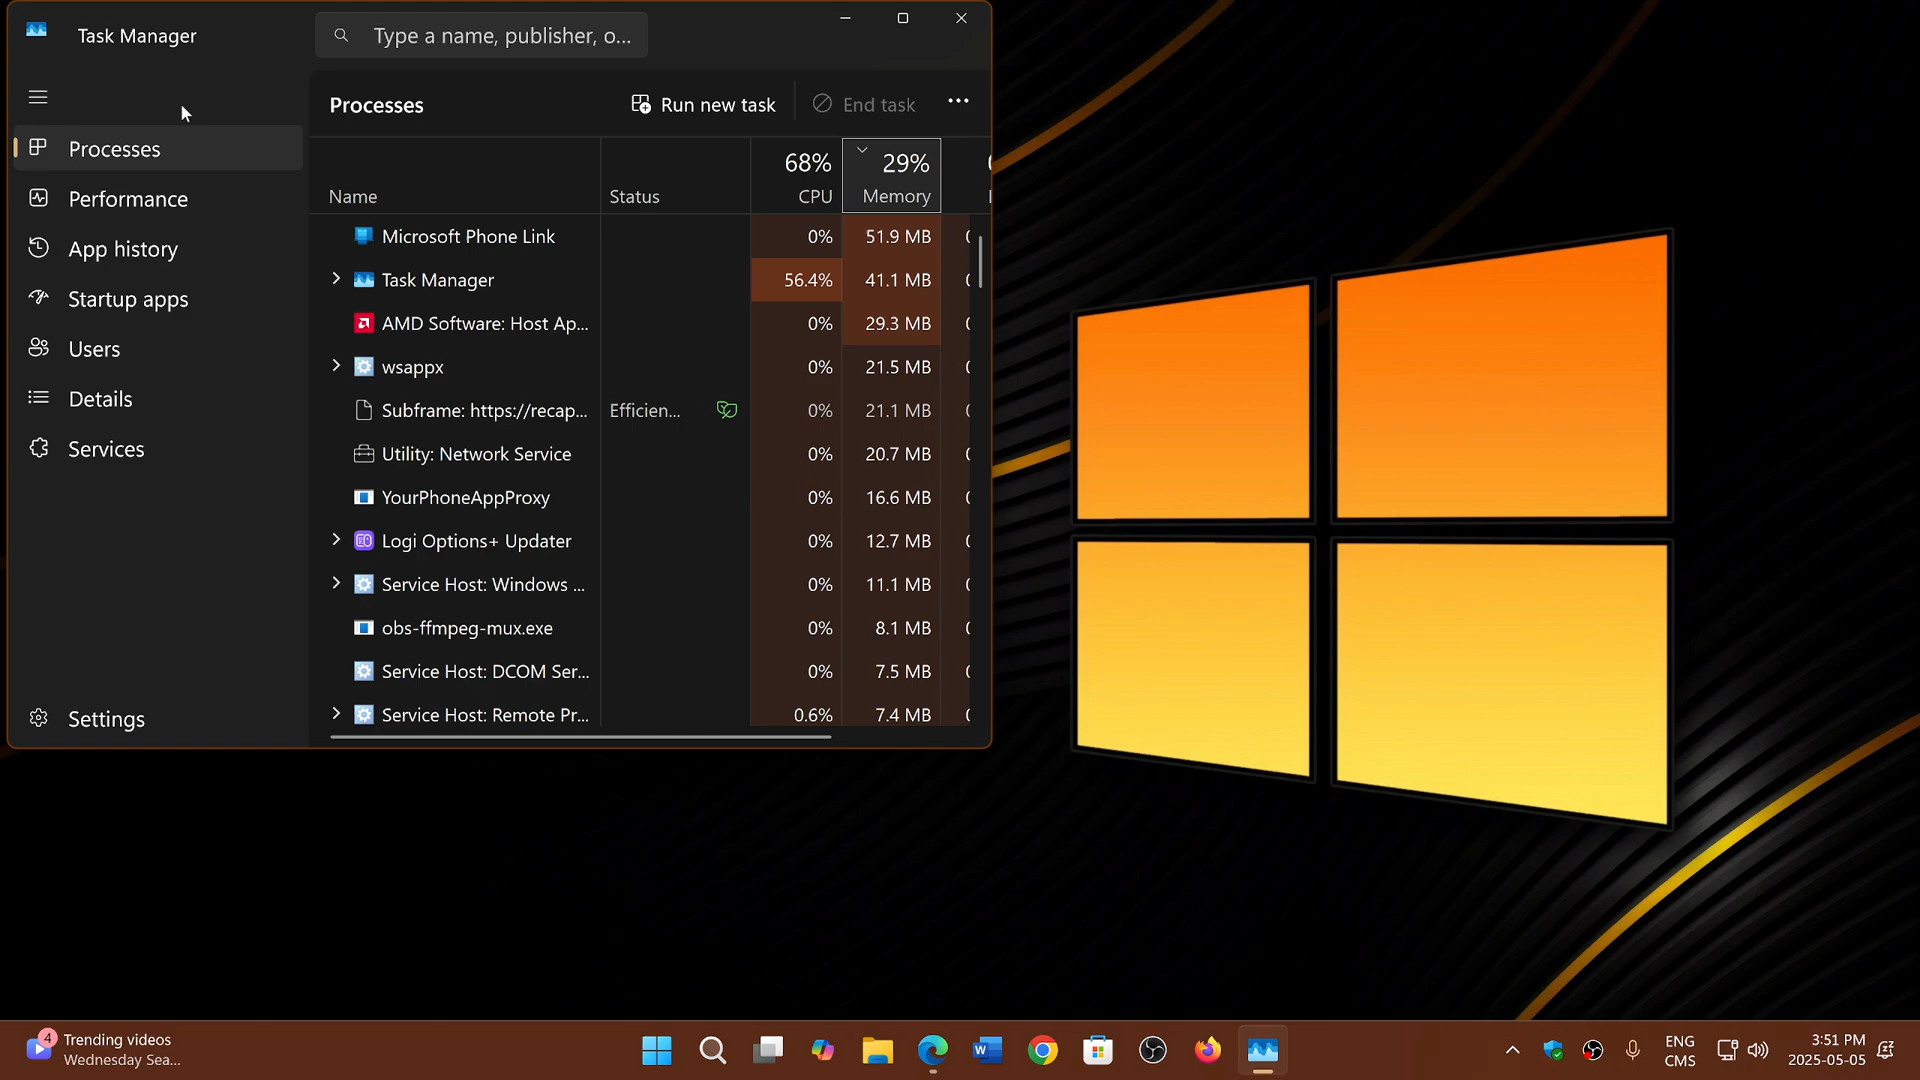 Task Manager
Type a name, publisher, o...
Processes
Performance
App history
Startup apps
Users
Details
Services
Settings
Processes
Run new task
End task
Name Status 68% CPU 29% Memory
Microsoft Phone Link 0% 51.9 MB
Task Manager 56.4% 41.1 MB
AMD Software: Host Ap... 0% 29.3 MB
wsappx 0% 21.5 MB
Subframe: https://recap... Efficien... 0% 21.1 MB
Utility: Network Service 0% 20.7 MB
YourPhoneAppProxy 0% 16.6 MB
Logi Options+ Updater 0% 12.7 MB
Service Host: Windows ... 0% 11.1 MB
obs-ffmpeg-mux.exe 0% 8.1 MB
Service Host: DCOM Ser... 0% 7.5 MB
Service Host: Remote Pr... 0.6% 7.4 MB
4
Trending videos
Wednesday Sea...
W
ENG
CMS
3:51 PM
2025-05-05